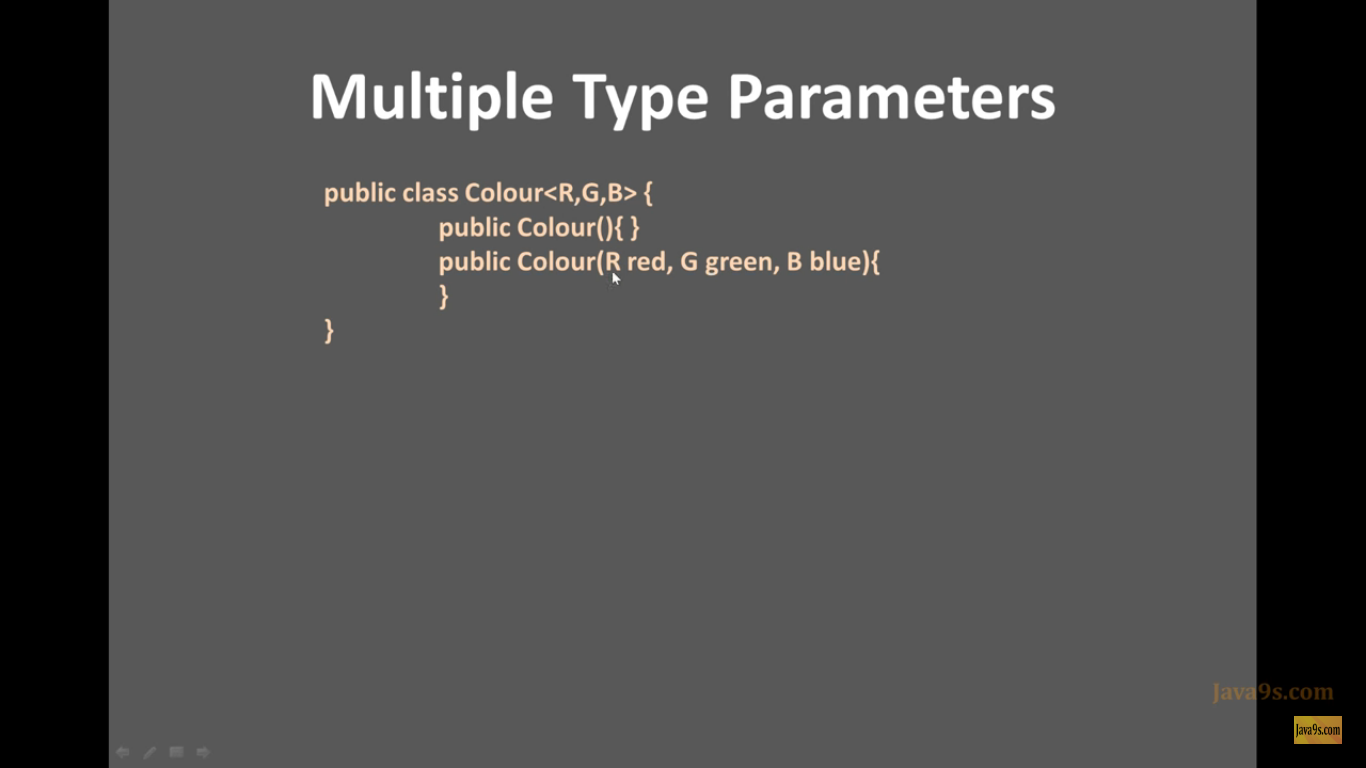 Multiple Type Parameters
public class Colour<R,G,B> {
public Colour(){ }
public Colour(R red, G green, B blue){
}
}
Java9s.com
Java9s.com